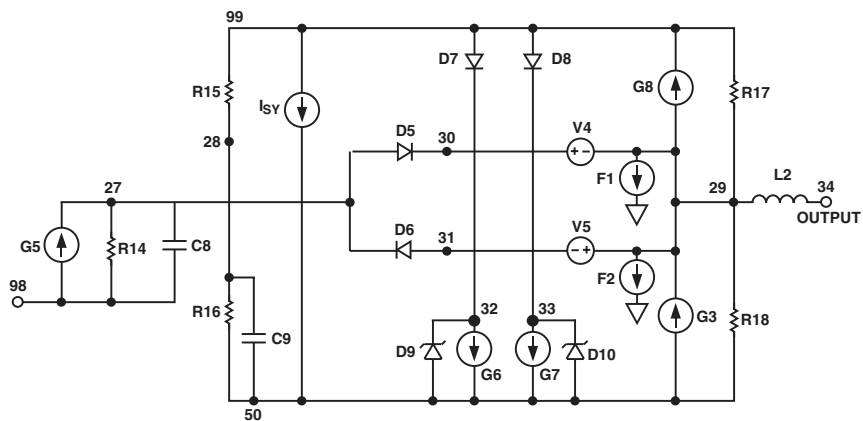 99
D7
D8
R15
ISY
G8
R17
28
D5
30
V4
F1
27
29
L2
34
OUTPUT
G5
R14
C8
D6
31
V5
98
F2
R16
32
33
G3
R18
C9
D9
G6
G7
D10
50